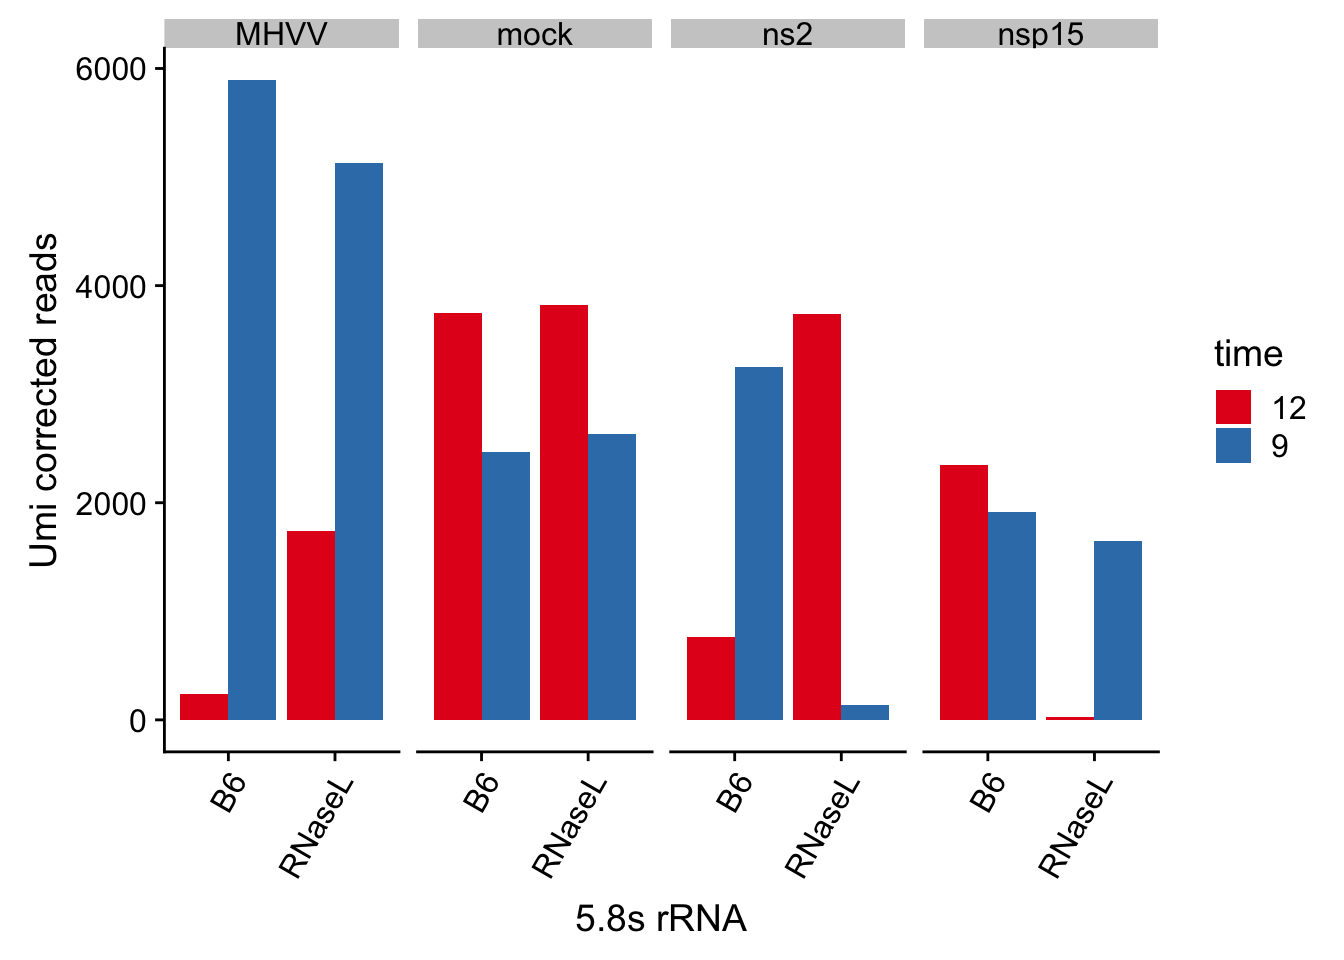 MHVV mock ns2 nsp15
6000
4000
2000
0
Umi corrected reads
B6 RNaseL B6 RNaseL B6 RNaseL B6 RNaseL
5.8s rRNA
time
12
9